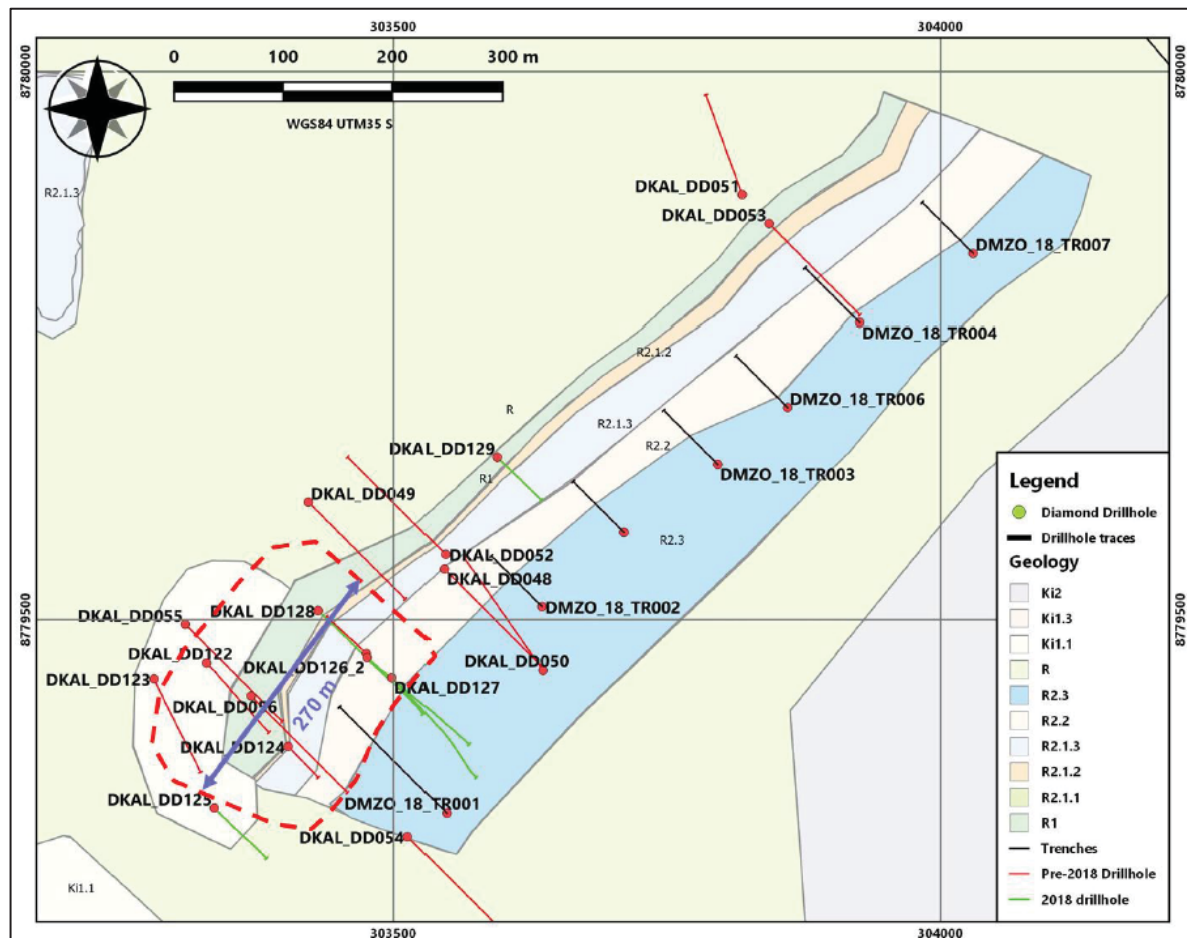 303500
304000
0 100 200 300 m
WGS84 UTM35 S
8780000
8780000
R2.1.3
DKAL_DD051
DKAL_DD053
DMZO_18_TR007
DMZO_18_TR004
R2.1.2
DMZO_18_TR006
R
R2.1.3
R2.2
DKAL_DD129
R1
DMZO_18_TR003
DKAL_DD049
R2.3
DKAL_DD052
DKAL_DD048
DKAL_DD055
DKAL_DD128
DMZO_18_TR002
8779500
8779500
DKAL_DD122
DKAL_DD126_2
DKAL_DD050
DKAL_DD123
DKAL_DD127
DKAL_DD096
270 m
DKAL_DD124
DKAL_DD125
DMZO_18_TR001
DKAL_DD054
Ki1.1
303500
304000
Legend
Diamond Drillhole
Drillhole traces
Geology
Ki2
Ki1.3
Ki1.1
R
R2.3
R2.2
R2.1.3
R2.1.2
R2.1.1
R1
Trenches
Pre-2018 Drillhole
2018 drillhole